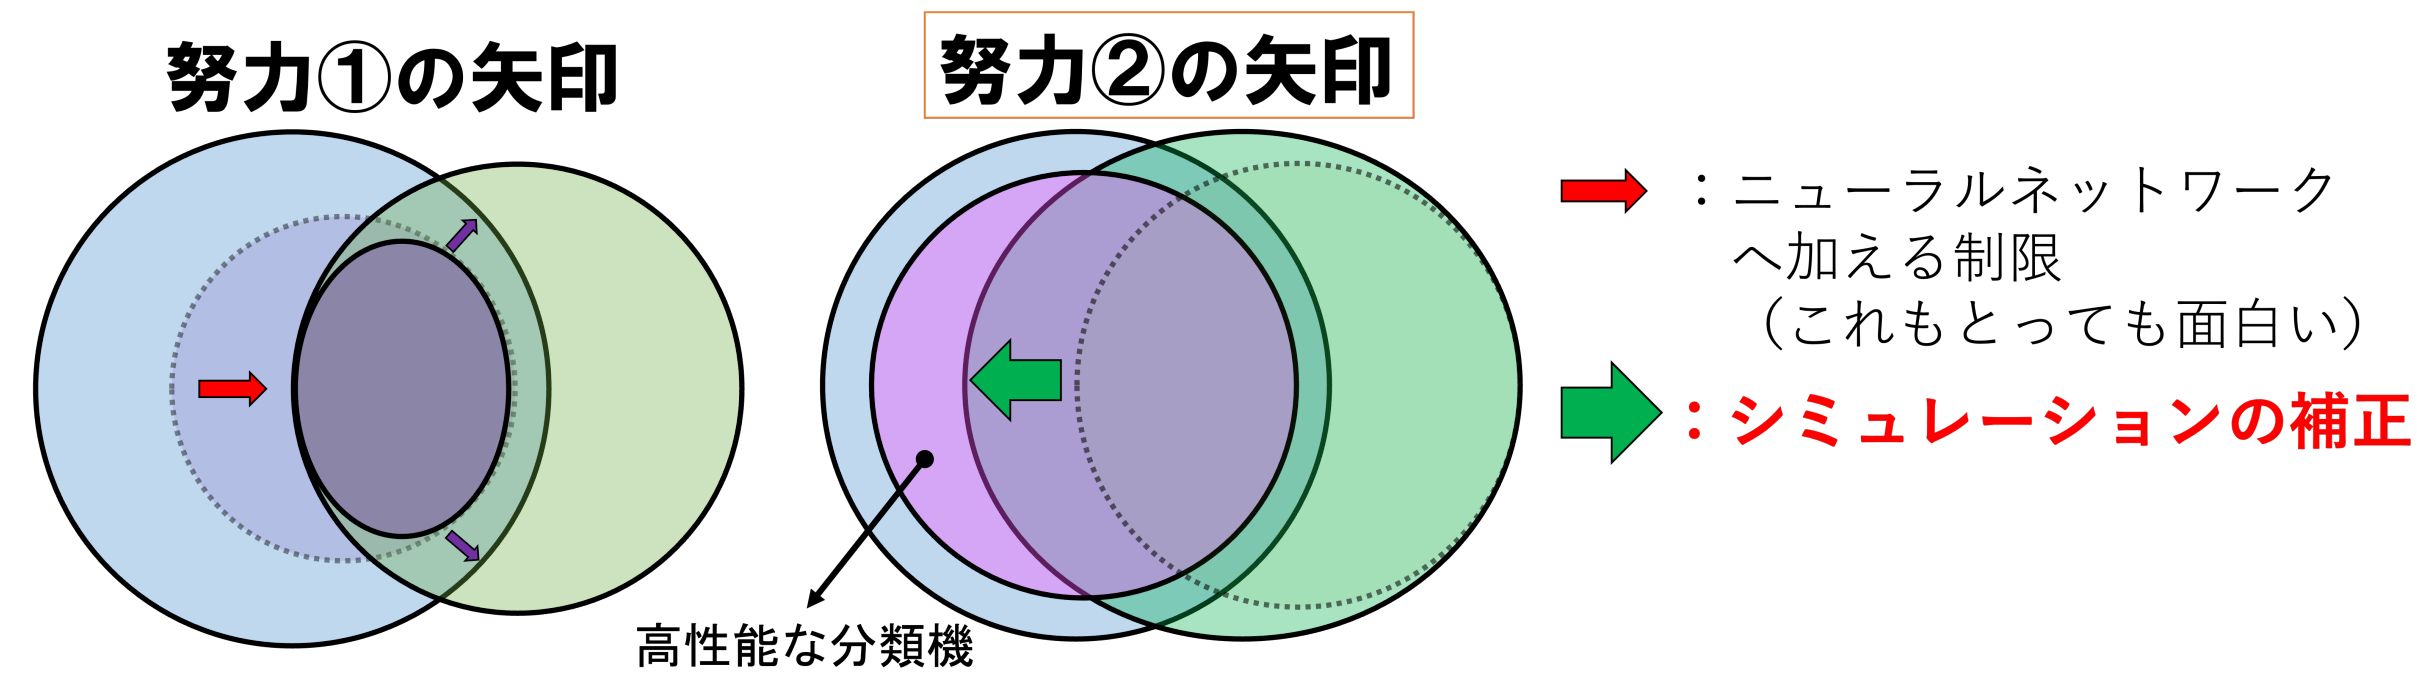 努力①の矢印
努力②の矢印
：ニューラルネットワーク
へ加える制限
（これもとっても面白い）
：シミュレーションの補正
高性能な分類機